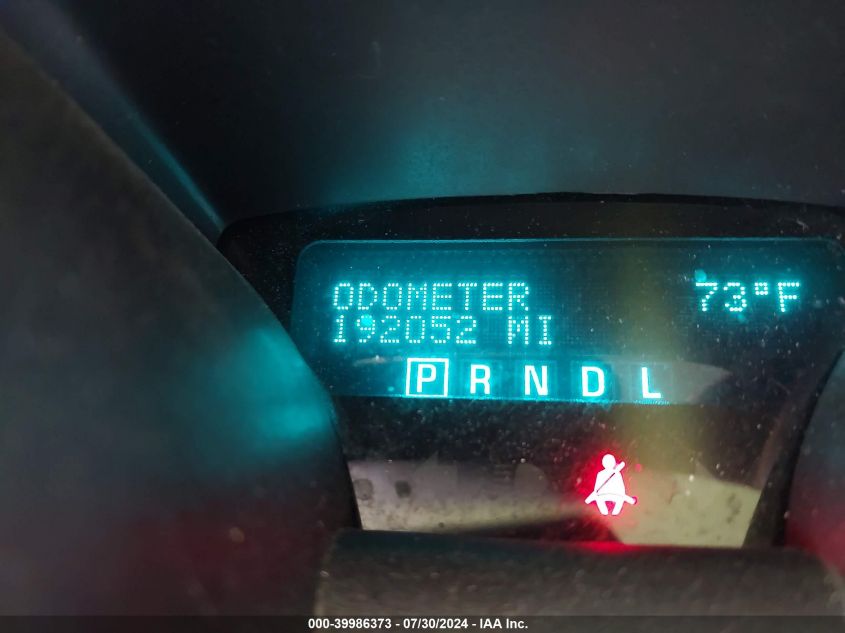 ODOMETER 73°F
192052 MI
P R N D L
000-39986373 - 07/30/2024 - IAA Inc.